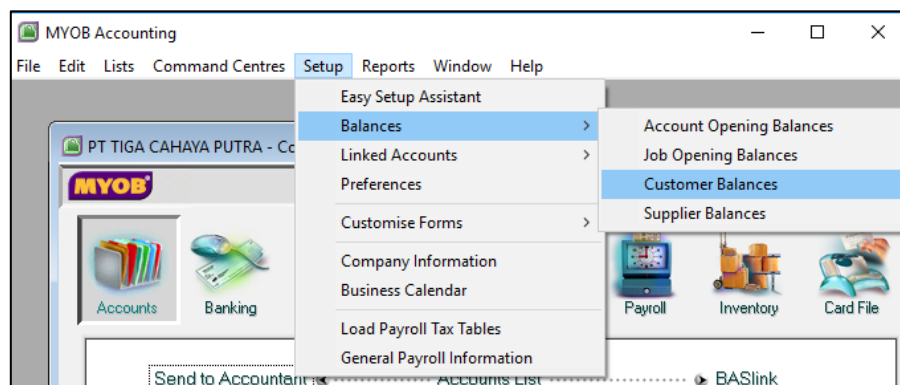 MYOB Accounting
File Edit Lists Command Centres Setup Reports Window Help
Easy Setup Assistant
Balances
Linked Accounts
Preferences
Customise Forms
Company Information
Business Calendar
Load Payroll Tax Tables
General Payroll Information
Account Opening Balances
Job Opening Balances
Customer Balances
Supplier Balances
PT TIGA CAHAYA PUTRA - Co
MYOB
Accounts Banking Payroll Inventory Card File
Send to Accountant Accounts List BASlink